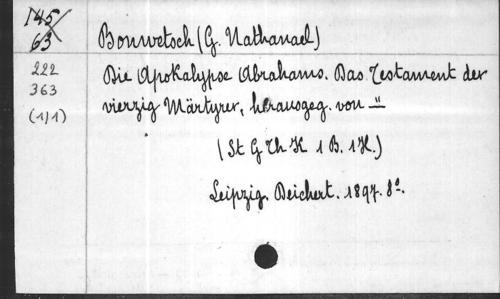 145
63
Bonwetsch (G. Nathanael)
222
363
(1/1)
Die Apokalypse Abrahams. Das Testament der
vierzig Märtyrer, herausgeg. von —"
(St G Th K 1 B. 1 H.)
Leipzig. Deichert. 1897. 8°.